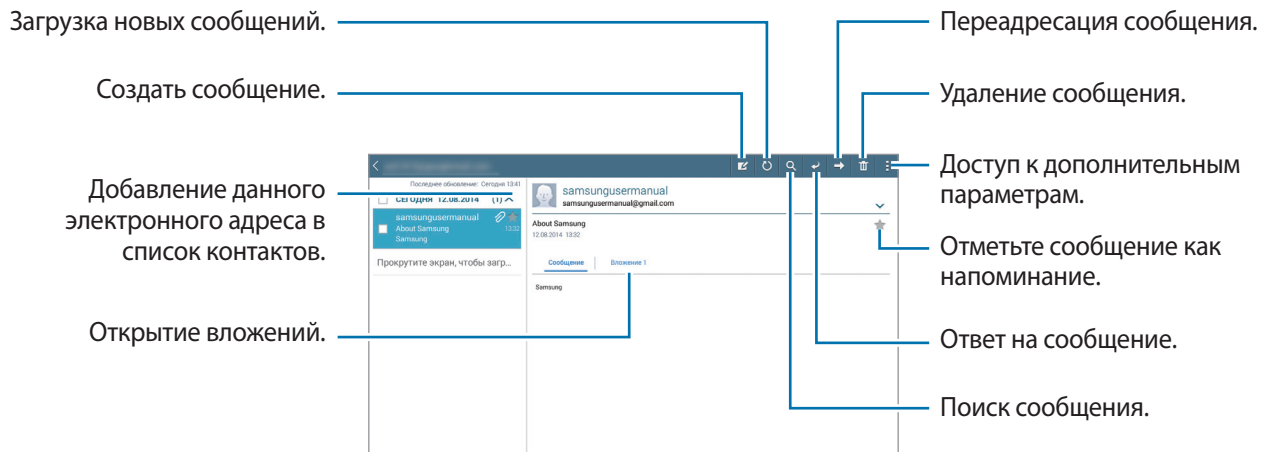 Загрузка новых сообщений.
Создать сообщение.
Добавление данного
электронного адреса в
список контактов.
Открытие вложений.
Последнее обновление: Сегодня 13:41
СЕГОДНЯ 12.08.2014 (1)
samsungusermanual
About Samsung 13:32
Samsung
Прокрутите экран, чтобы загр...
samsungusermanual
samsungusermanual@gmail.com
About Samsung
12.08.2014 13:32
Сообщение Вложение 1
Samsung
Переадресация сообщения.
Удаление сообщения.
Доступ к дополнительным
параметрам.
Отметьте сообщение как
напоминание.
Ответ на сообщение.
Поиск сообщения.